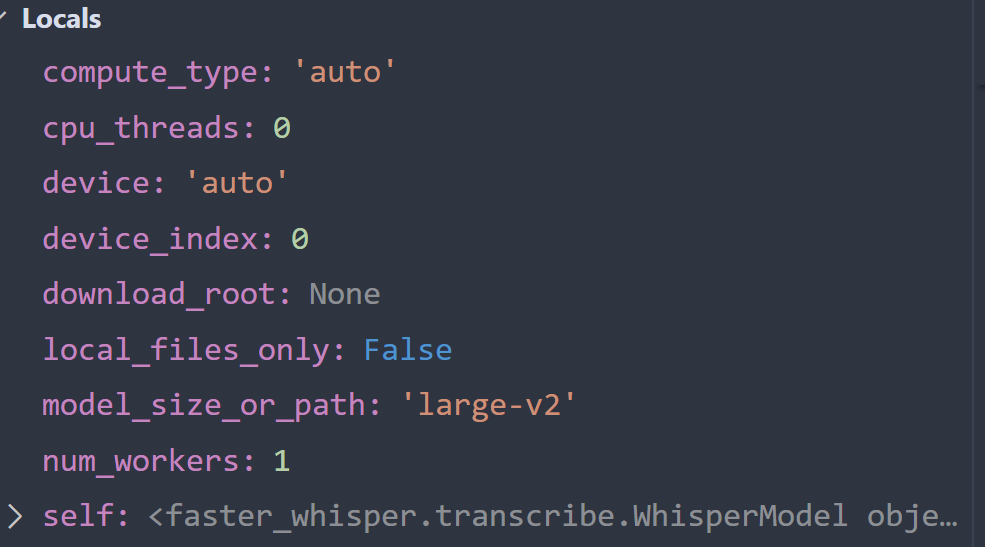 Locals
compute_type: 'auto'
cpu_threads: 0
device: 'auto'
device_index: 0
download_root: None
local_files_only: False
model_size_or_path: 'large-v2'
num_workers: 1
self: <faster_whisper.transcribe.WhisperModel obje…